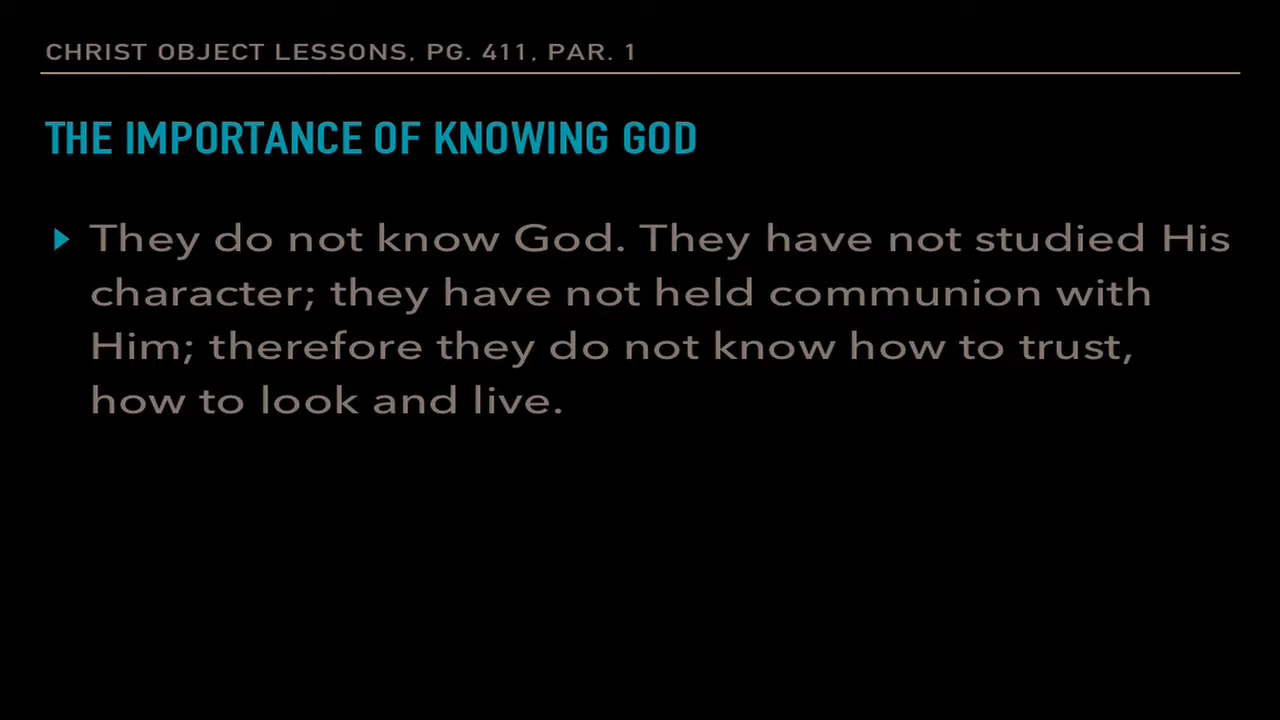 CHRIST OBJECT LESSONS, PG. 411, PAR. 1
THE IMPORTANCE OF KNOWING GOD
They do not know God. They have not studied His
character; they have not held communion with
Him; therefore they do not know how to trust,
how to look and live.